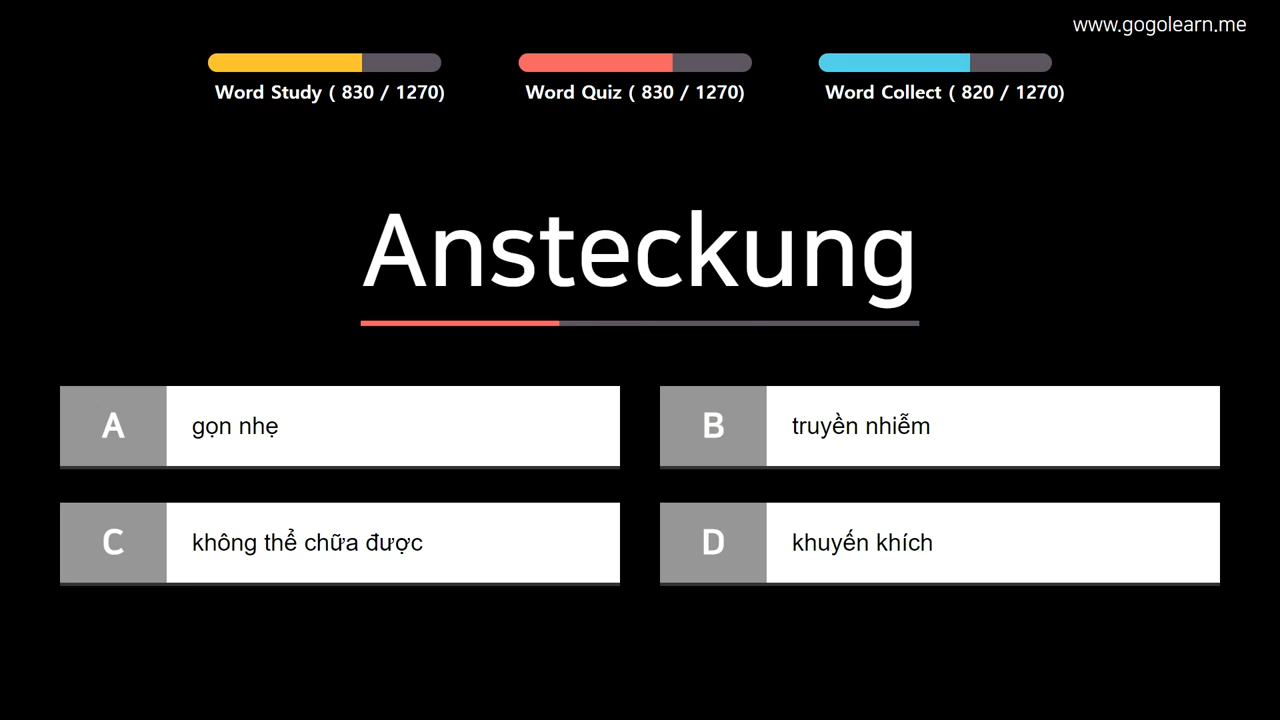 www.gogolearn.me
Word Study ( 830 / 1270)
Word Quiz ( 830 / 1270)
Word Collect ( 820 / 1270)
Ansteckung
A
gọn nhẹ
B
truyền nhiễm
C
không thể chữa được
D
khuyến khích